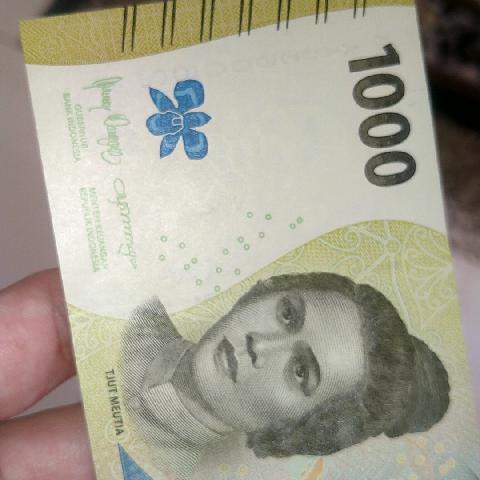 1000
GUBERNUR
BANK INDONESIA
MENTERI KEUANGAN
REPUBLIK INDONESIA
TJUT MEUTIA